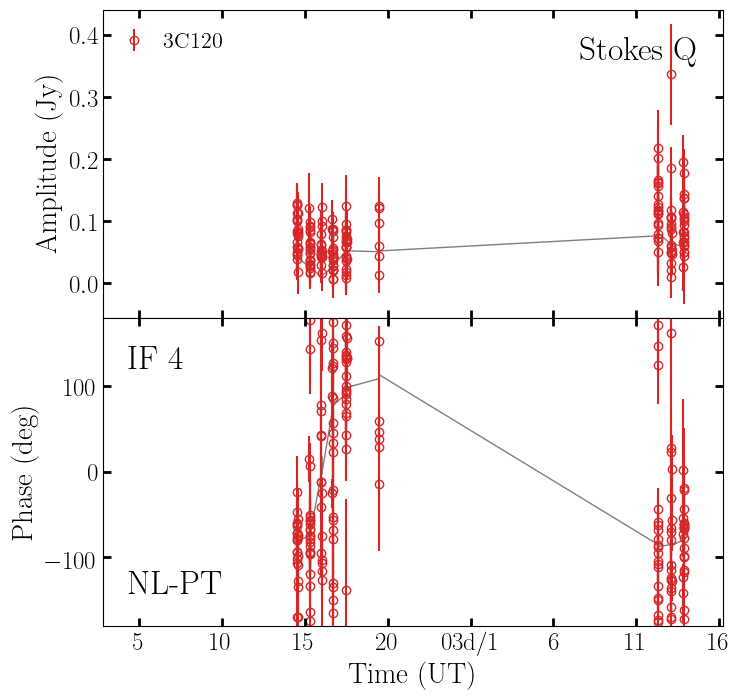 0.4
3C120
Stokes Q
0.3
0.2
0.1
0.0
Amplitude (Jy)
IF 4
100
0
−100
Phase (deg)
NL-PT
5 10 15 20 03d/1 6 11 16
Time (UT)